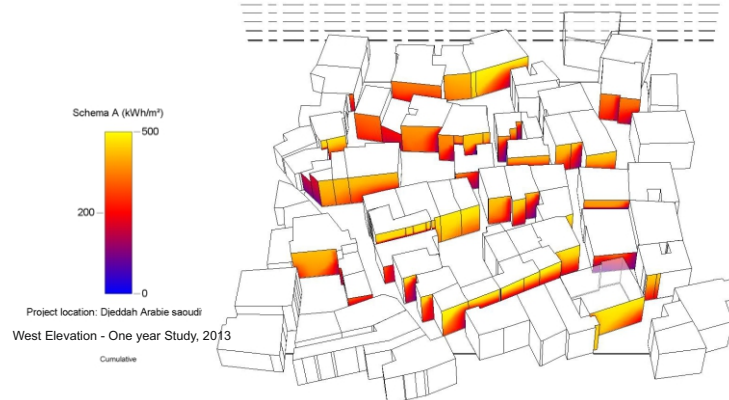 Schema A (kWh/m²)
500
200
0
Project location: Djeddah Arabie saoudi
West Elevation - One year Study, 2013
Cumulative